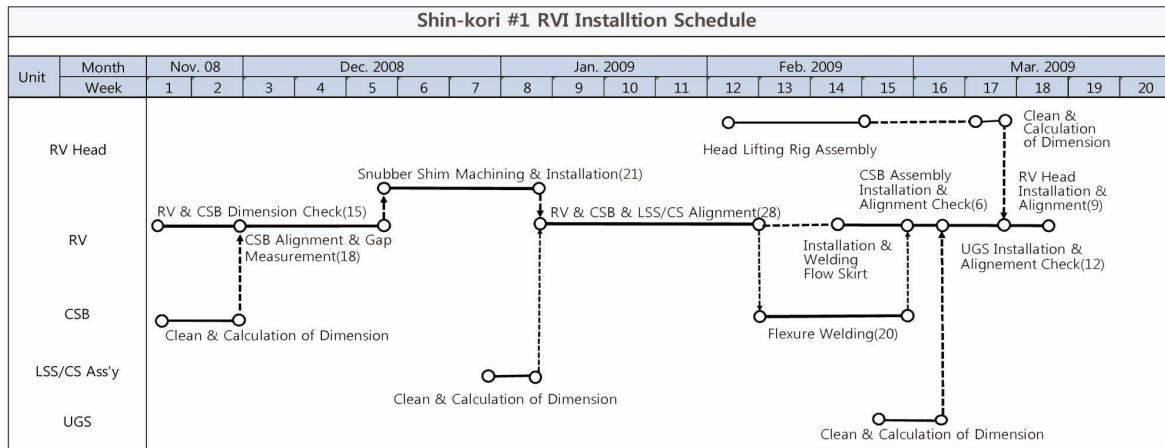 Shin-kori #1 RVI Installtion Schedule
Unit
Month
Nov. 08
Dec. 2008
Jan. 2009
Feb. 2009
Mar. 2009
Week
1 2 3 4 5 6 7 8 9 10 11 12 13 14 15 16 17 18 19 20
RV Head
Head Lifting Rig Assembly
Clean &
Calculation
of Dimension
Snubber Shim Machining & Installation(21)
CSB Assembly
Installation &
Alignment Check(6)
RV Head
Installation &
Alignment(9)
RV
RV & CSB Dimension Check(15)
CSB Alignment & Gap
Measurement(18)
RV & CSB & LSS/CS Alignment(28)
Installation &
Welding
Flow Skirt
UGS Installation &
Alignement Check(12)
CSB
Clean & Calculation of Dimension
Flexure Welding(20)
LSS/CS Ass'y
Clean & Calculation of Dimension
UGS
Clean & Calculation of Dimension